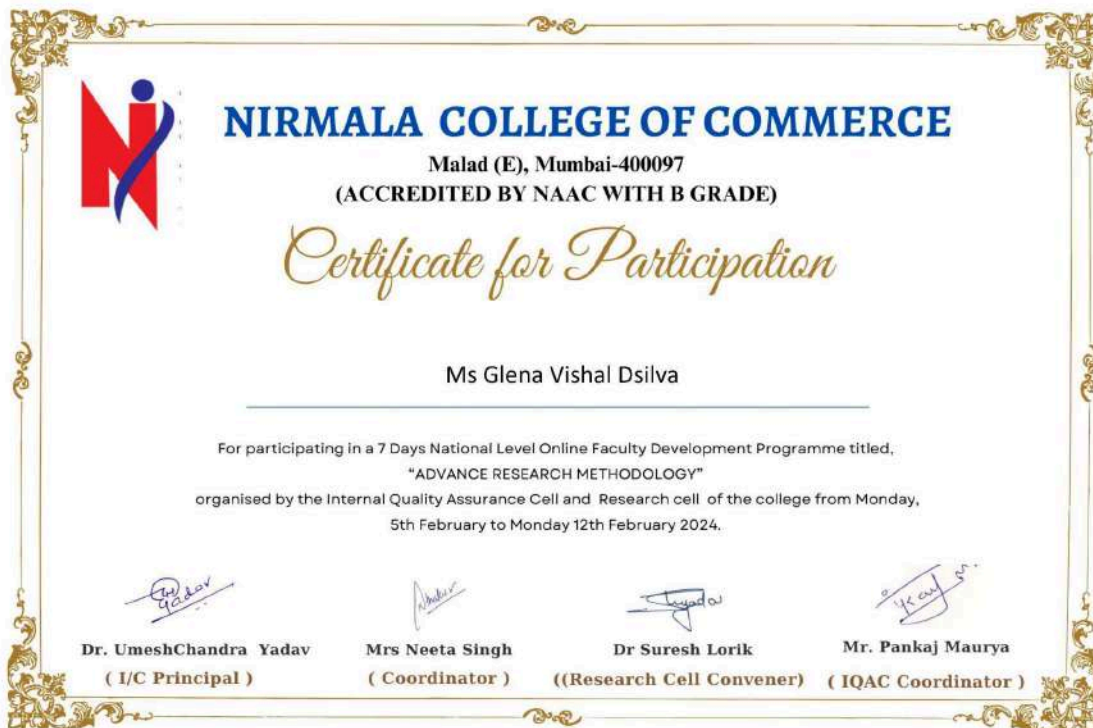 NIRMALA COLLEGE OF COMMERCE
Malad (E), Mumbai-400097
(ACCREDITED BY NAAC WITH B GRADE)
Certificate for Participation
Ms Glena Vishal Dsilva
For participating in a 7 Days National Level Online Faculty Development Programme titled,
“ADVANCE RESEARCH METHODOLOGY”
organised by the Internal Quality Assurance Cell and Research cell of the college from Monday,
5th February to Monday 12th February 2024.
Dr. UmeshChandra Yadav Mrs Neeta Singh Dr Suresh Lorik Mr. Pankaj Maurya
( I/C Principal ) ( Coordinator ) ((Research Cell Convener) ( IQAC Coordinator )